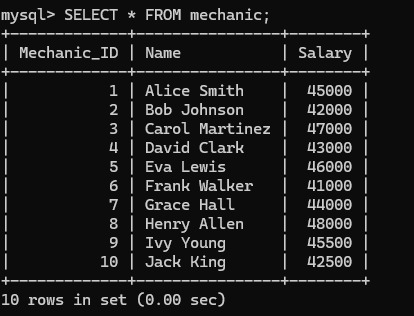 mysql> SELECT * FROM mechanic;
+-------------+----------------+--------+
| Mechanic_ID | Name           | Salary |
+-------------+----------------+--------+
|           1 | Alice Smith    |  45000 |
|           2 | Bob Johnson    |  42000 |
|           3 | Carol Martinez |  47000 |
|           4 | David Clark    |  43000 |
|           5 | Eva Lewis      |  46000 |
|           6 | Frank Walker   |  41000 |
|           7 | Grace Hall     |  44000 |
|           8 | Henry Allen    |  48000 |
|           9 | Ivy Young      |  45500 |
|          10 | Jack King      |  42500 |
+-------------+----------------+--------+
10 rows in set (0.00 sec)